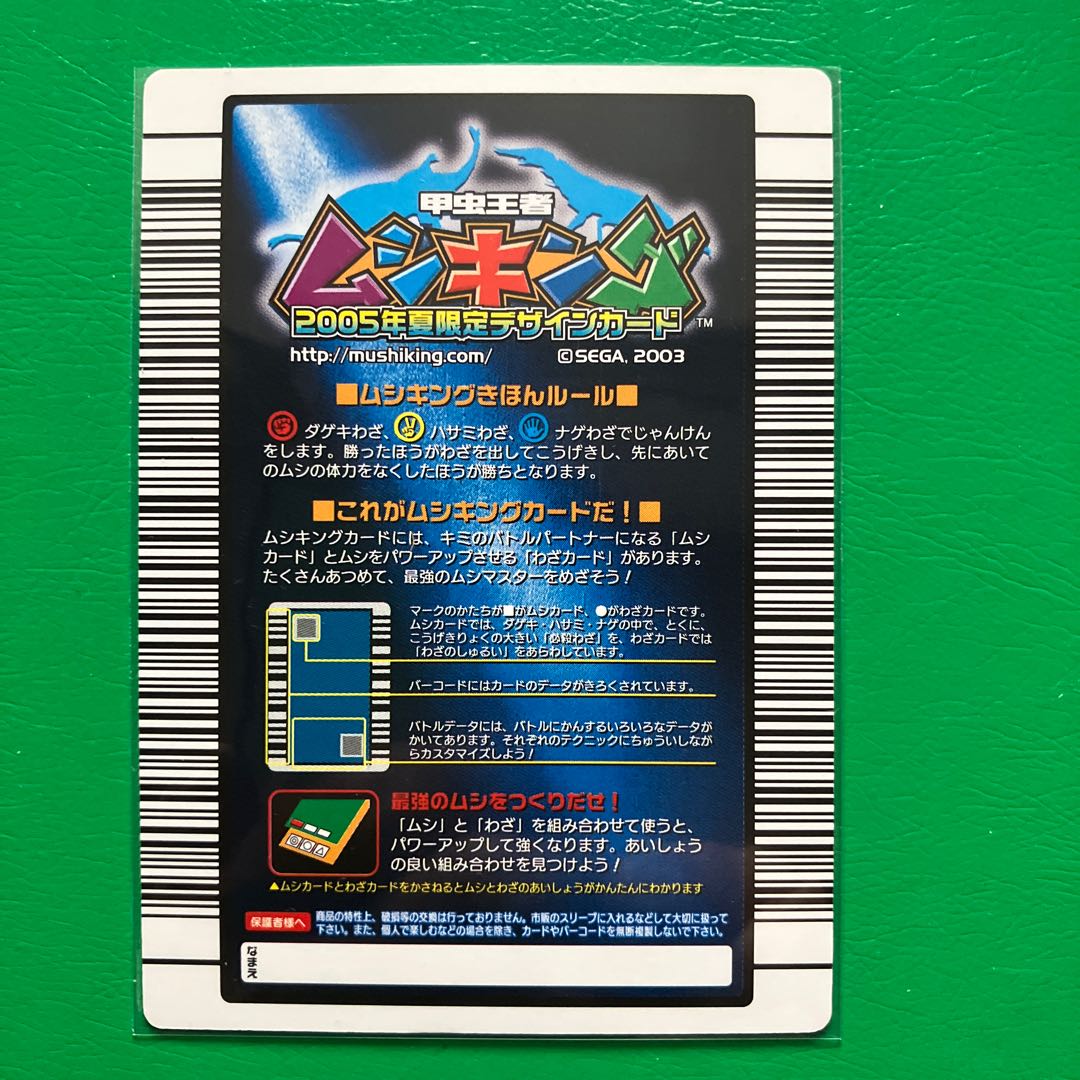 甲虫王者
ムシキング
2005年夏限定デザインカード TM
http://mushiking.com/ ©SEGA, 2003
■ムシキングきほんルール■
ダゲキわざ、ハサミわざ、ナゲわざでじゃんけん
をします。勝ったほうがわざを出してこうげきし、先にあいて
のムシの体力をなくしたほうが勝ちとなります。
■これがムシキングカードだ！■
ムシキングカードには、キミのバトルパートナーになる「ムシ
カード」とムシをパワーアップさせる「わざカード」があります。
たくさんあつめて、最強のムシマスターをめざそう！
マークのかたちが■がムシカード、●がわざカードです。
ムシカードでは、ダゲキ・ハサミ・ナゲの中で、とくに、
こうげきりょくの大きい「必殺わざ」を、わざカードでは
「わざのしゅるい」をあらわしています。
バーコードにはカードのデータがきろくされています。
バトルデータには、バトルにかんするいろいろなデータが
かいてあります。それぞれのテクニックにちゅういしなが
らカスタマイズしよう！
最強のムシをつくりだせ！
「ムシ」と「わざ」を組み合わせて使うと、
パワーアップして強くなります。あいしょう
の良い組み合わせを見つけよう！
▲ムシカードとわざカードをかさねるとムシとわざのあいしょうがかんたんにわかります
保護者様へ 商品の特性上、破損等の交換は行っておりません。市販のスリーブに入れるなどして大切に扱って
下さい。また、個人で楽しむなどの場合を除き、カードやバーコードを無断複製しないで下さい。
なまえ